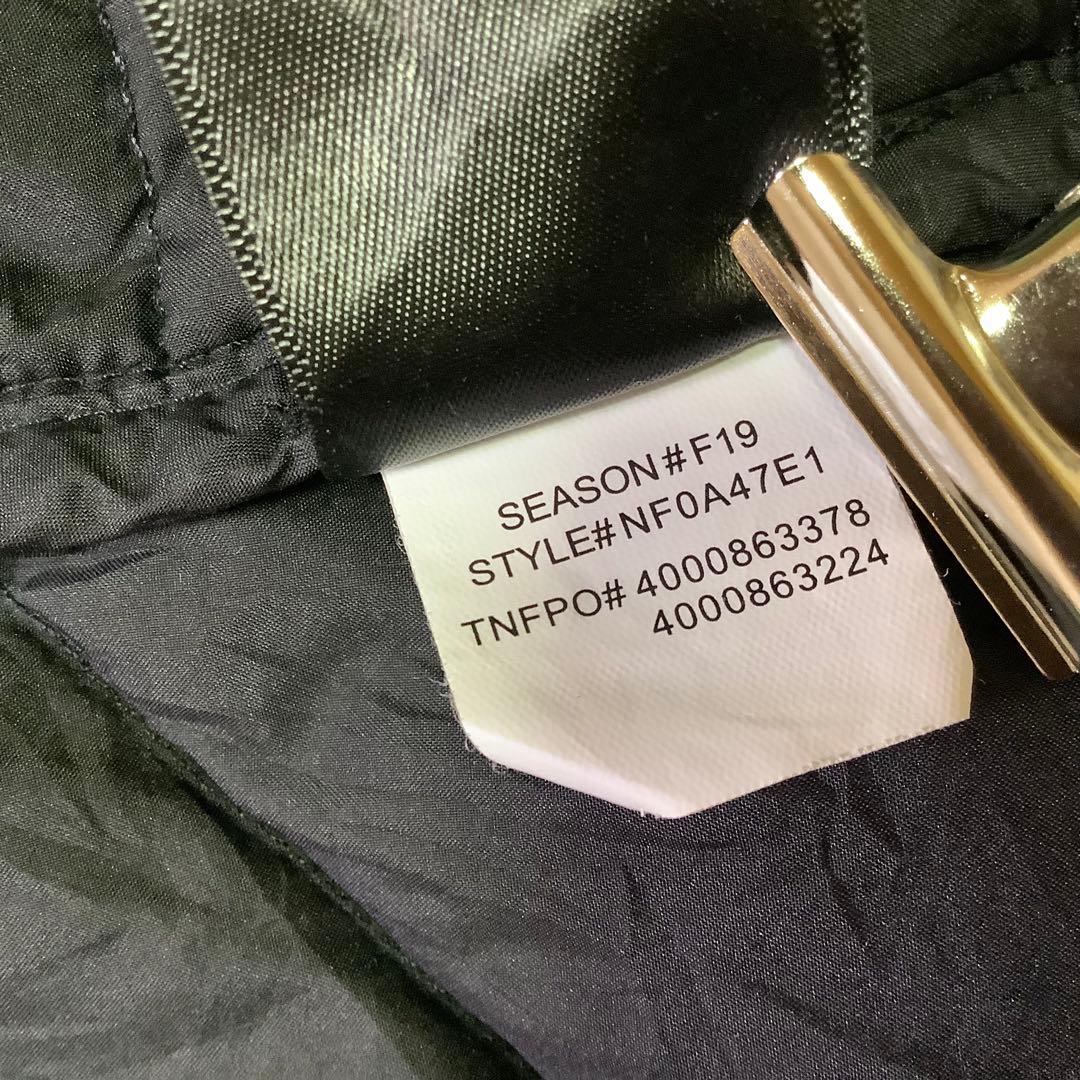 SEASON#F19
STYLE#NF0A47E1
TNFPO# 4000863378
4000863224